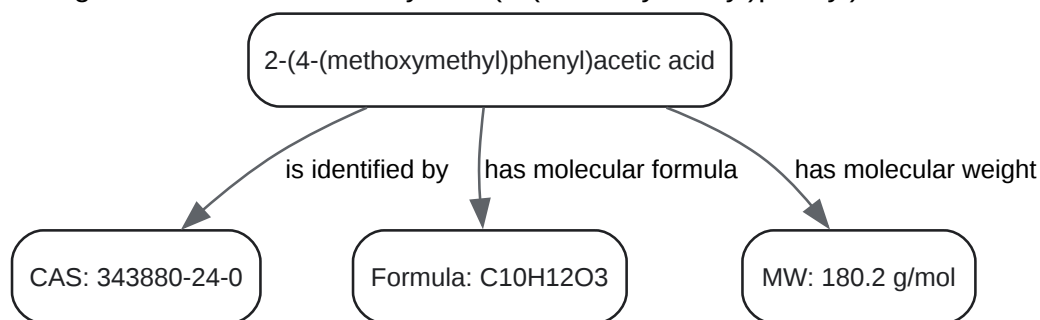 2-(4-(methoxymethyl)phenyl)acetic acid
is identified by
has molecular formula
has molecular weight
CAS: 343880-24-0
Formula: C10H12O3
MW: 180.2 g/mol